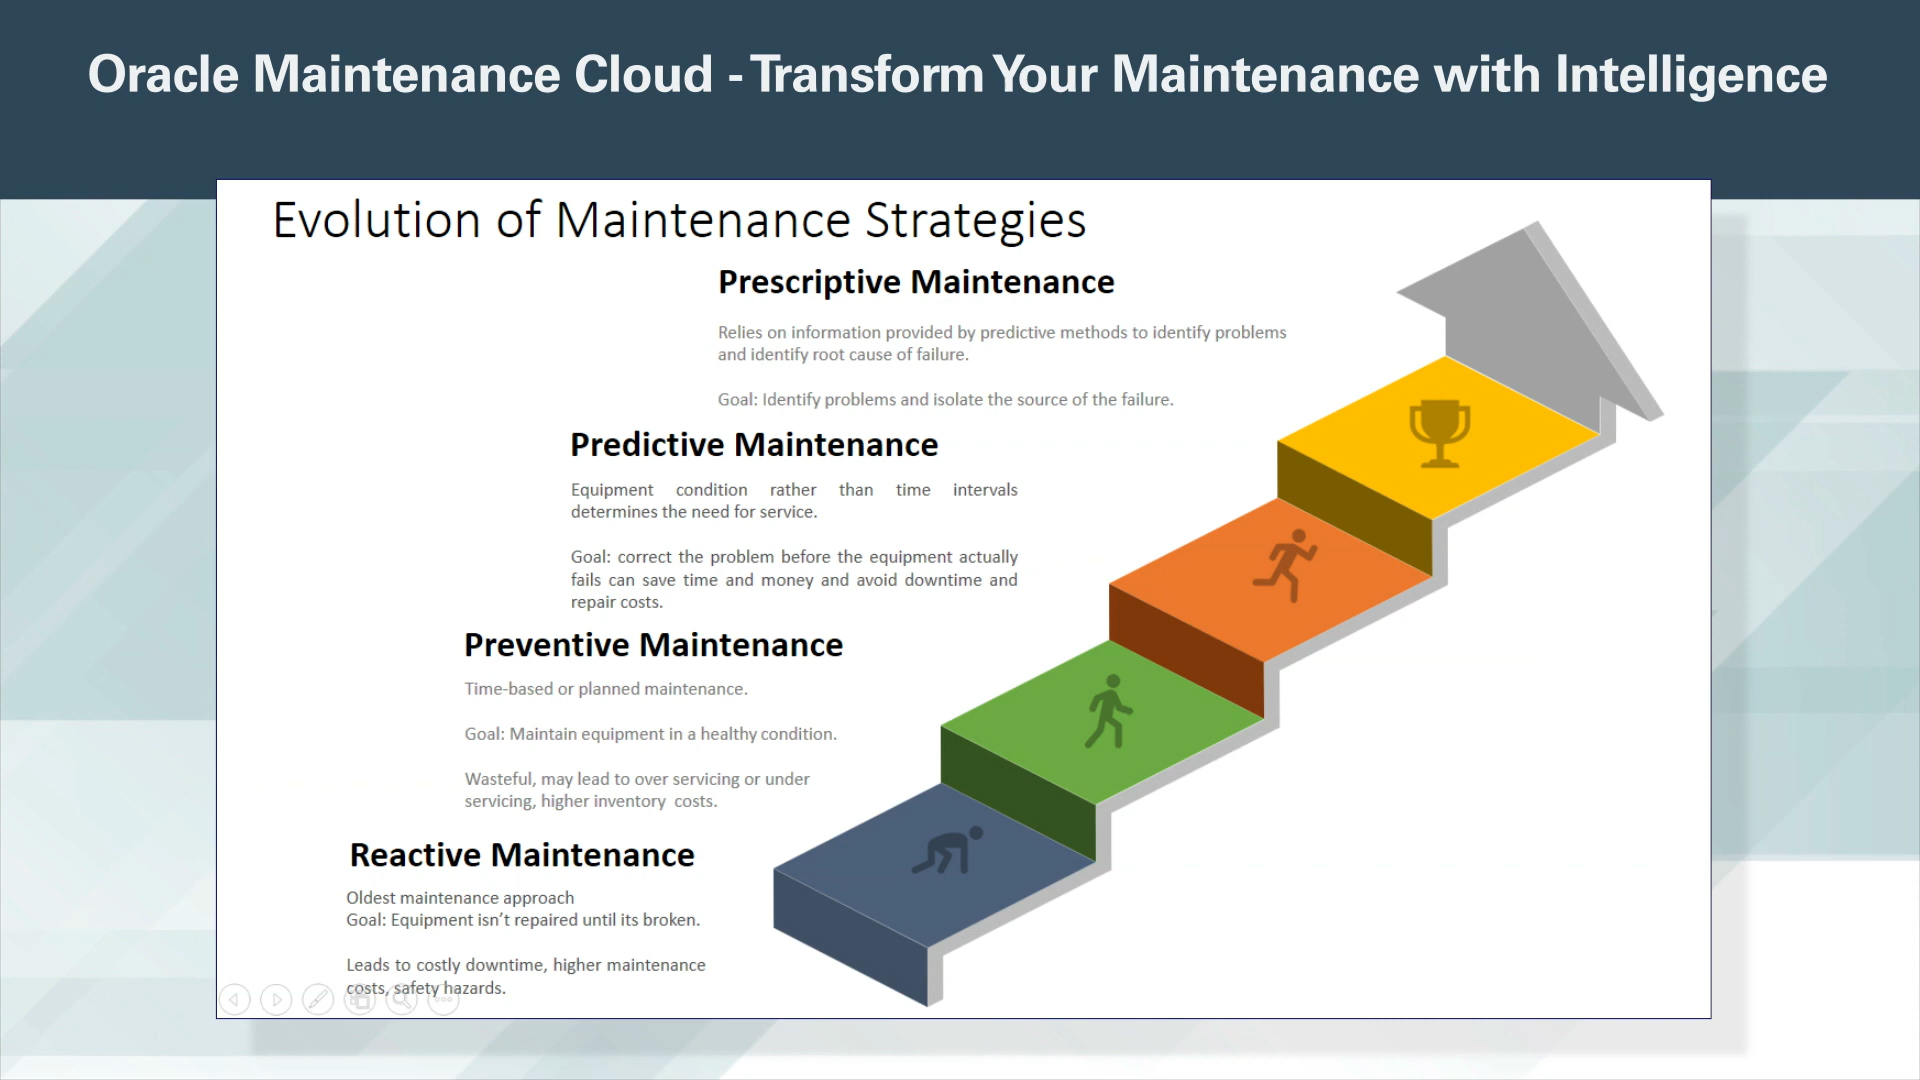 Oracle Maintenance Cloud - Transform Your Maintenance with Intelligence
Evolution of Maintenance Strategies
Prescriptive Maintenance
Relies on information provided by predictive methods to identify problems
and identify root cause of failure.
Goal: Identify problems and isolate the source of the failure.
Predictive Maintenance
Equipment condition rather than time intervals
determines the need for service.
Goal: correct the problem before the equipment actually
fails can save time and money and avoid downtime and
repair costs.
Preventive Maintenance
Time-based or planned maintenance.
Goal: Maintain equipment in a healthy condition.
Wasteful, may lead to over servicing or under
servicing, higher inventory costs.
Reactive Maintenance
Oldest maintenance approach
Goal: Equipment isn't repaired until its broken.
Leads to costly downtime, higher maintenance
costs, safety hazards.